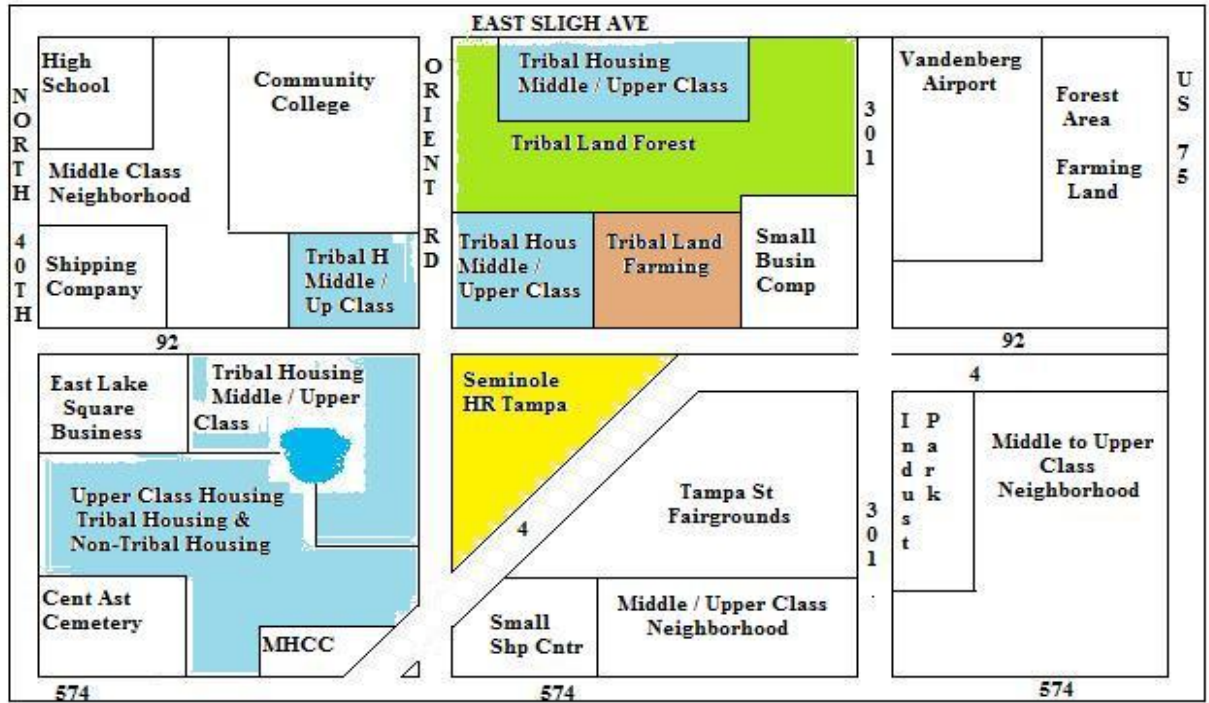 EAST SLIGH AVE
High
School
Community
College
NORTH 40TH
Middle Class
Neighborhood
Shipping
Company
Tribal H
Middle /
Up Class
ORIENT RD
Tribal Housing
Middle / Upper Class
Tribal Land Forest
Tribal Hous
Middle /
Upper Class
Tribal Land
Farming
Small
Busin
Comp
301
Vandenberg
Airport
Forest
Area
Farming
Land
US 75
92
92
East Lake
Square
Business
Tribal Housing
Middle / Upper
Class
Upper Class Housing
Tribal Housing &
Non-Tribal Housing
Cent Ast
Cemetery
MHCC
Seminole
HR Tampa
4
4
Tampa St
Fairgrounds
Small
Shp Cntr
Middle / Upper Class
Neighborhood
301
Indust
Park
Middle to Upper
Class
Neighborhood
574
574
574